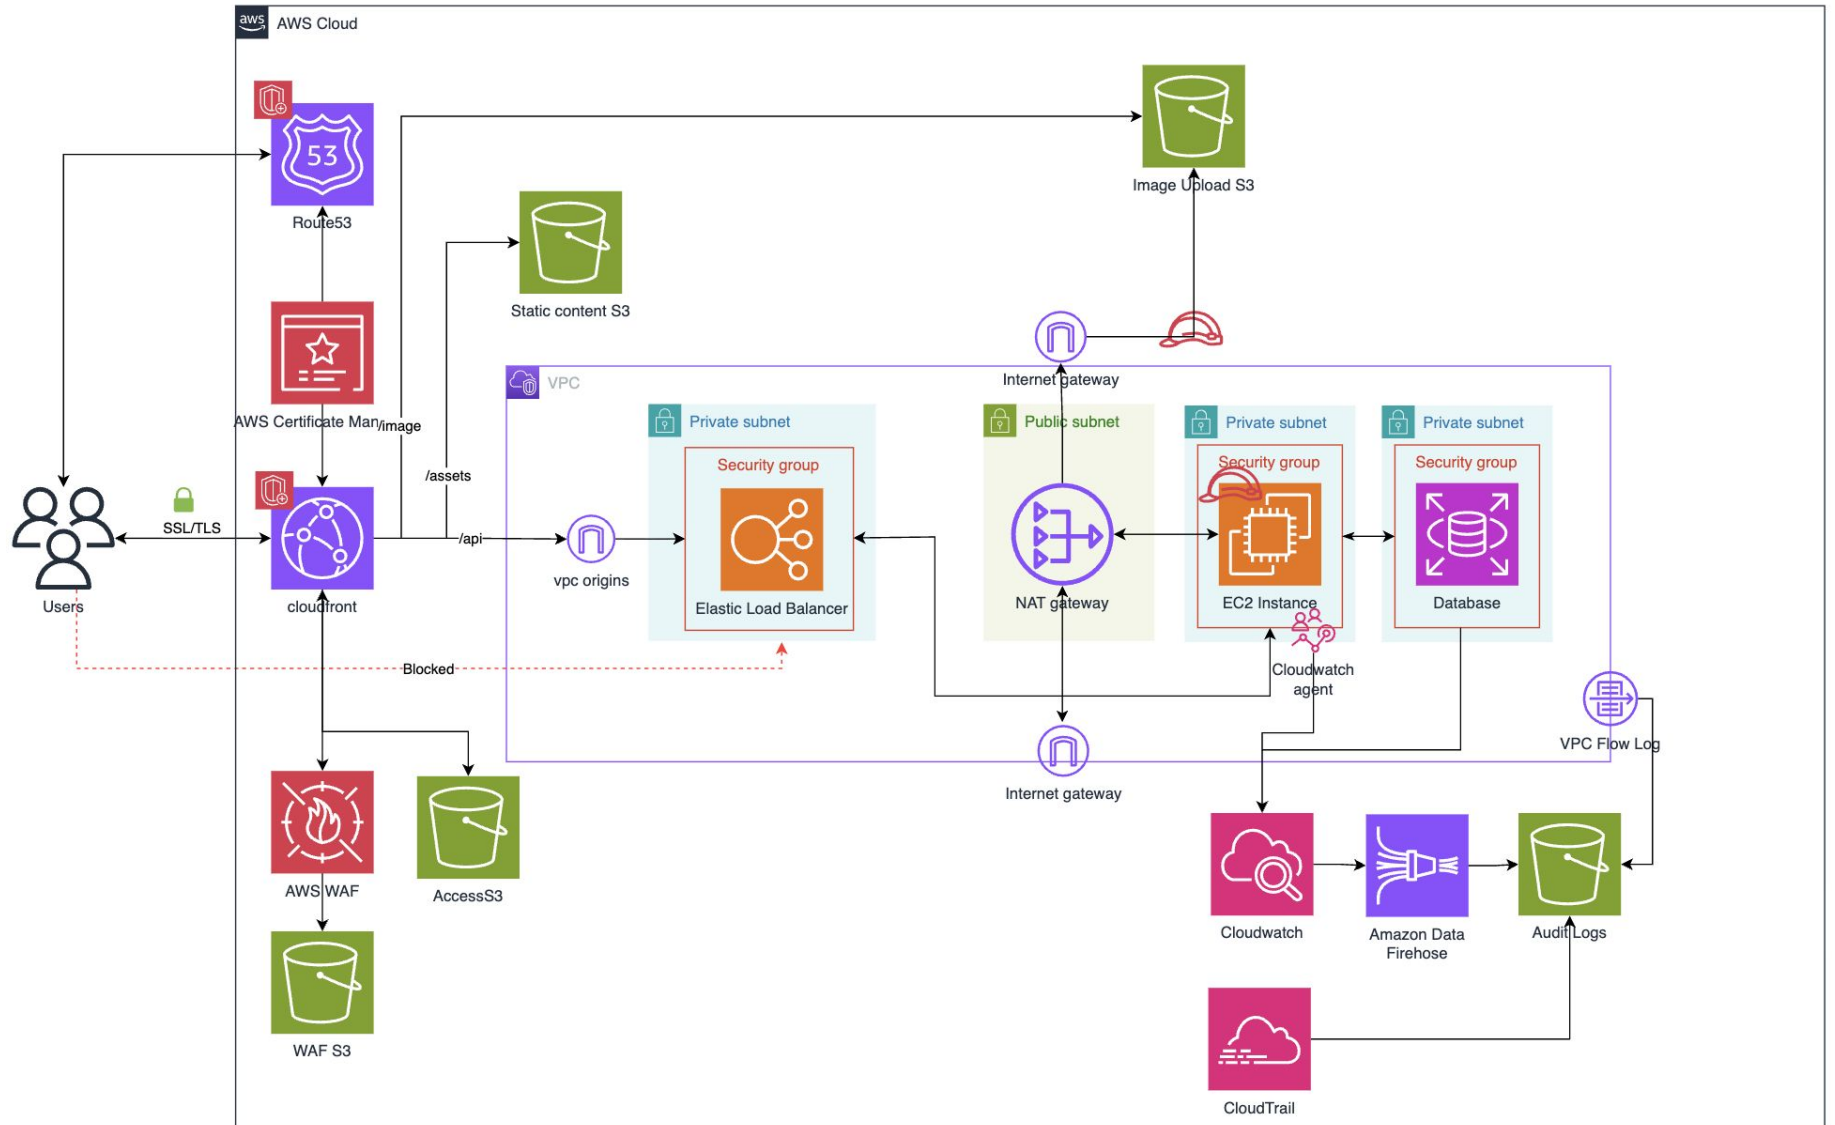 aws
AWS Cloud
53
Route53
Image Upload S3
Static content S3
AWS Certificate Man
/image
Internet gateway
VPC
Private subnet
Public subnet
Private subnet
Private subnet
Security group
Security group
Security group
/assets
SSL/TLS
/api
vpc origins
Elastic Load Balancer
NAT gateway
EC2 Instance
Database
Users
cloudfront
Blocked
Cloudwatch
agent
VPC Flow Log
Internet gateway
AWS WAF
AccessS3
Cloudwatch
Amazon Data
Firehose
Audit Logs
WAF S3
CloudTrail